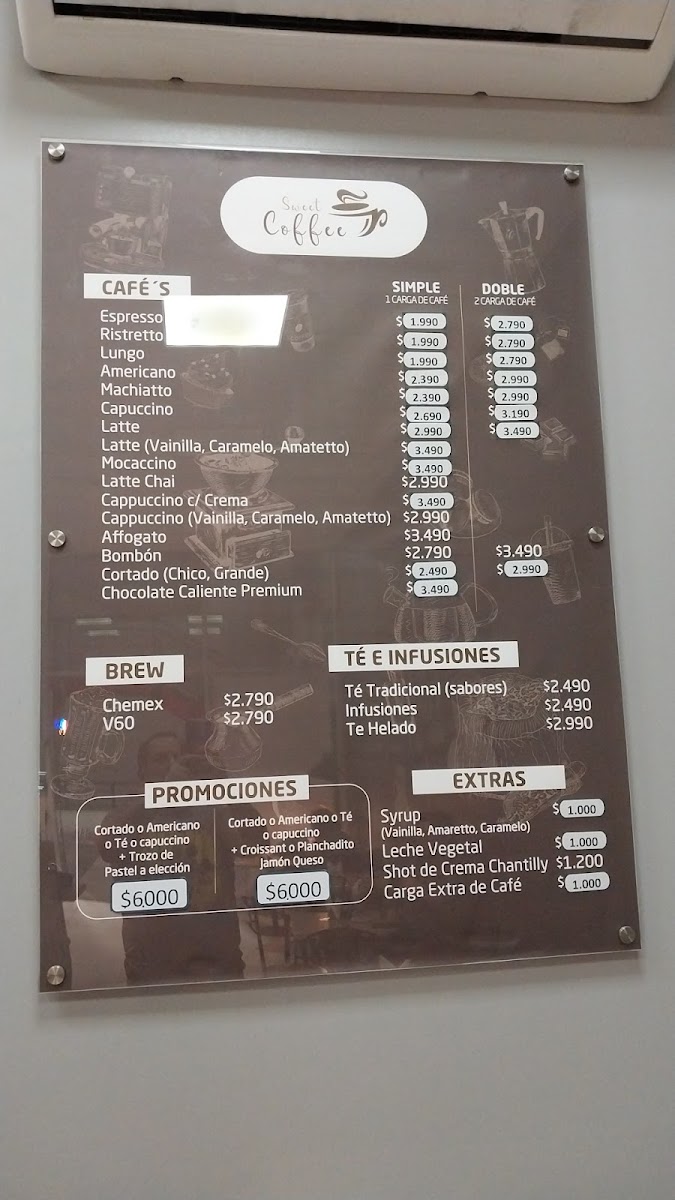 Sweet
Coffee
CAFÉ´S SIMPLE DOBLE
1 CARGA DE CAFÉ 2 CARGA DE CAFÉ
Espresso $1.990 $2.790
Ristretto $1.990 $2.790
Lungo $1.990 $2.790
Americano $2.390 $2.990
Machiatto $2.390 $2.990
Capuccino $2.690 $3.190
Latte $2.990 $3.490
Latte (Vainilla, Caramelo, Amatetto) $3.490
Mocaccino $3.490
Latte Chai $2.990
Cappuccino c/ Crema $3.490
Cappuccino (Vainilla, Caramelo, Amatetto) $2.990
Affogato $3.490
Bombón $2.790 $3.490
Cortado (Chico, Grande) $2.490 $2.990
Chocolate Caliente Premium $3.490
BREW
Chemex $2.790
V60 $2.790
TÉ E INFUSIONES
Té Tradicional (sabores) $2.490
Infusiones $2.490
Te Helado $2.990
PROMOCIONES
Cortado o Americano
o Té o capuccino
+ Trozo de
Pastel a elección
$6000
Cortado o Americano o Té
o capuccino
+ Croissant o Planchadito
Jamón Queso
$6000
EXTRAS
Syrup $1.000
(Vainilla, Amaretto, Caramelo)
Leche Vegetal $1.000
Shot de Crema Chantilly $1.200
Carga Extra de Café $1.000